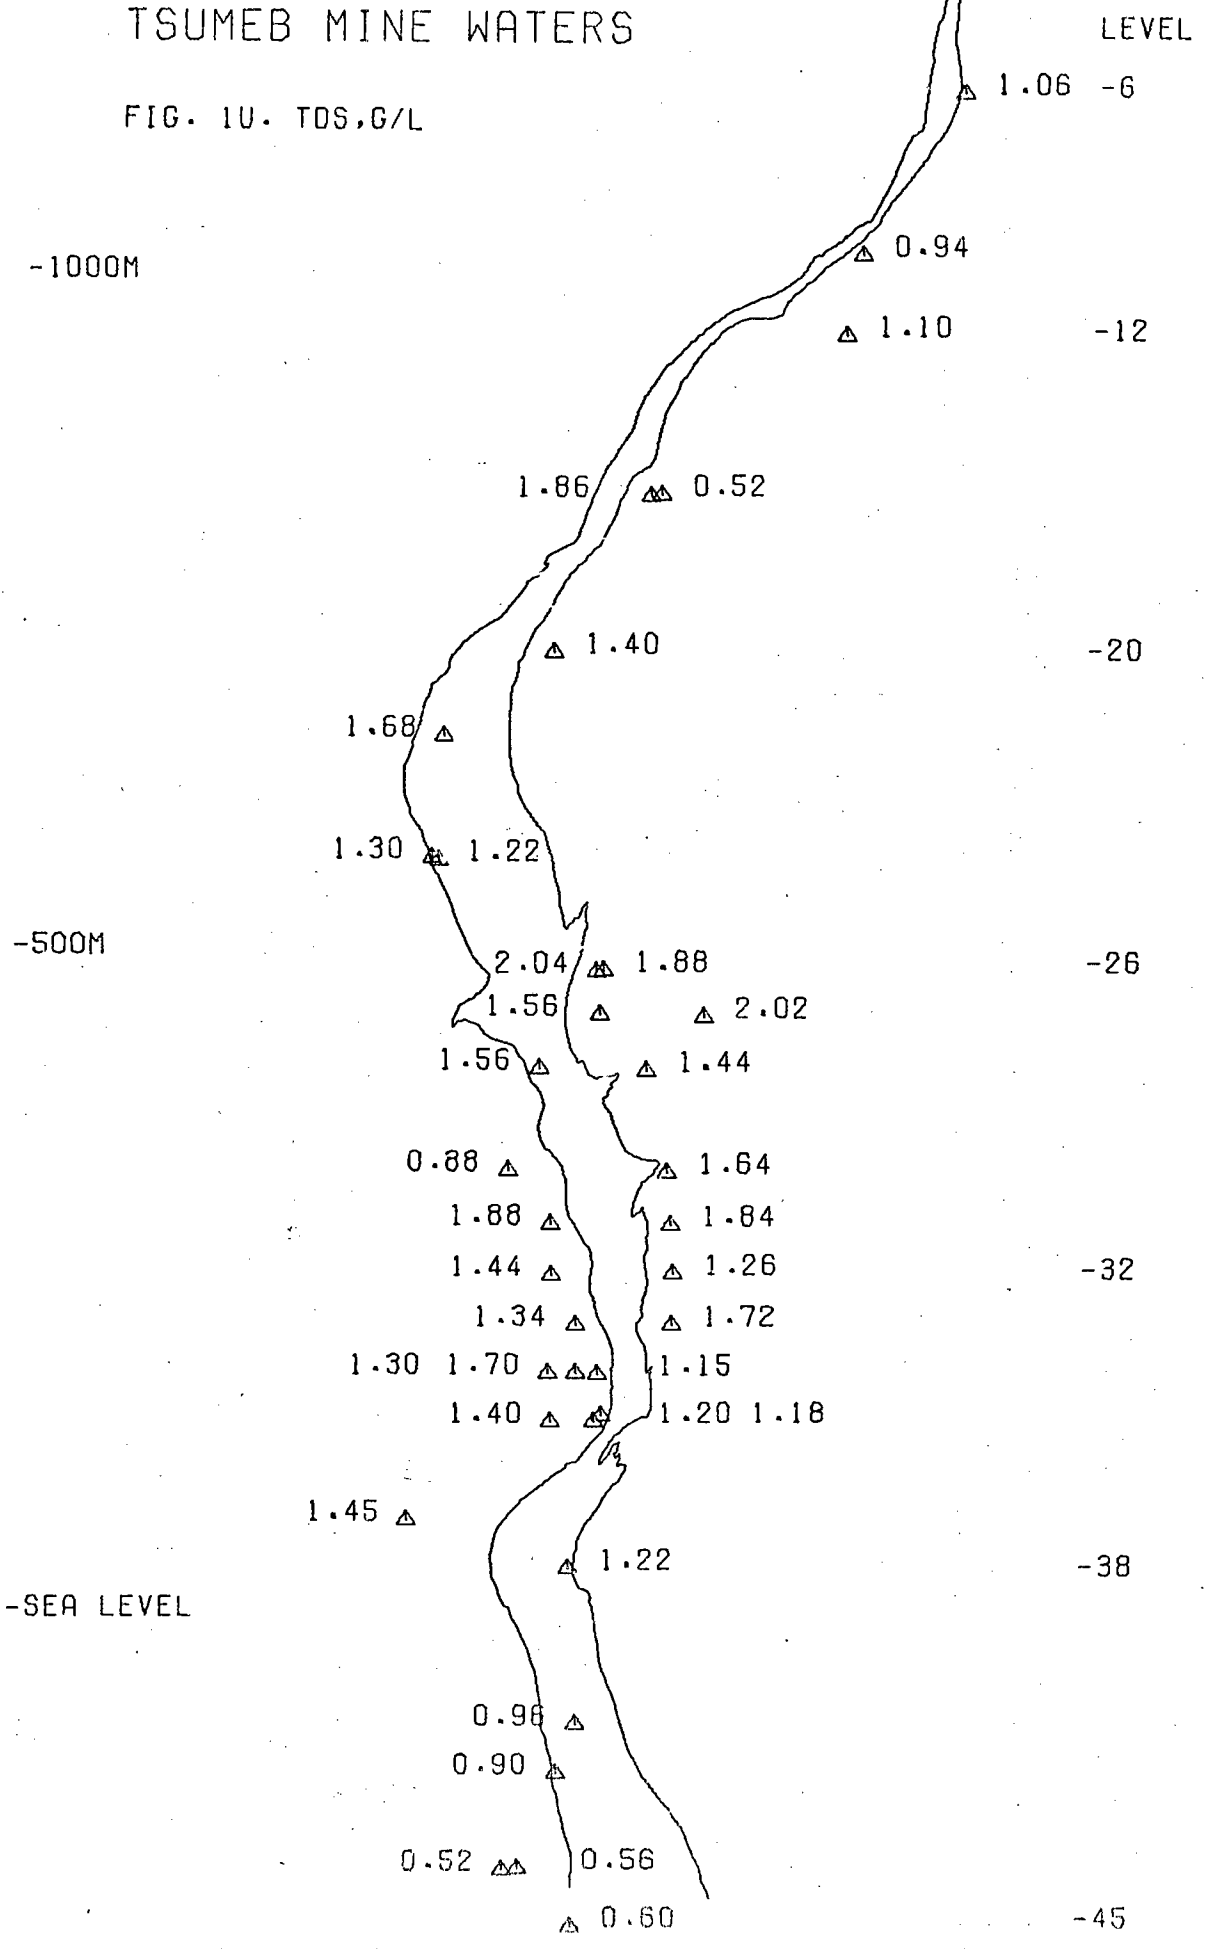 TSUMEB MINE WATERS
LEVEL
1.06 -6
FIG. 1U. TDS,G/L
0.94
-1000M
1.10 -12
1.86 0.52
1.40 -20
1.68
1.30 1.22
-500M
2.04 1.88 -26
1.56 2.02
1.56 1.44
0.88 1.64
1.88 1.84
1.44 1.26 -32
1.34 1.72
1.30 1.70 1.15
1.40 1.20 1.18
1.45
1.22 -38
-SEA LEVEL
0.96
0.90
0.52 0.56
0.60 -45